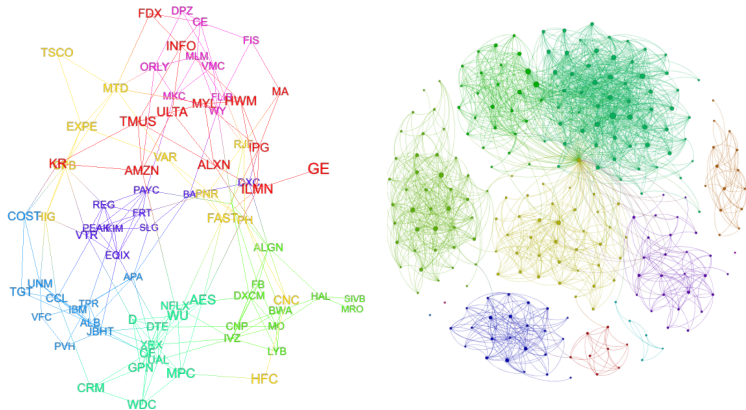 FDX
DPZ
CE
FIS
TSCO
INFO
MLM
ORLY
VMC
MTD
MKC
MA
MYL
HWM
WY
ULTA
EXPE
TMUS
IPG
VAR
KR
AMZN
ALXN
GE
DXC
ILMN
PAYC
BA
PNR
REG
COST
HIG
FRT
FAST
PH
PEAK
KIM
SLG
VTR
ALGN
EQIX
APA
UNM
FB
TGT
CCL
TPR
NFLX
AES
DXCM
CNC
HAL
SIVB
IBM
WU
BWA
MRO
VFC
ALB
D
DTE
CNP
MO
JBHT
IVZ
PVH
XRX
LYB
CF
UAL
GPN
MPC
HFC
CRM
WDC